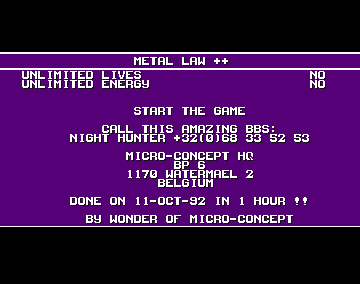 METAL LAW ++
UNLIMITED LIVES NO
UNLIMITED ENERGY NO
START THE GAME
CALL THIS AMAZING BBS:
NIGHT HUNTER +32(0)68 33 52 53
MICRO-CONCEPT HQ
BP 6
1170 WATERMAEL 2
BELGIUM
DONE ON 11-OCT-92 IN 1 HOUR !!
BY WONDER OF MICRO-CONCEPT